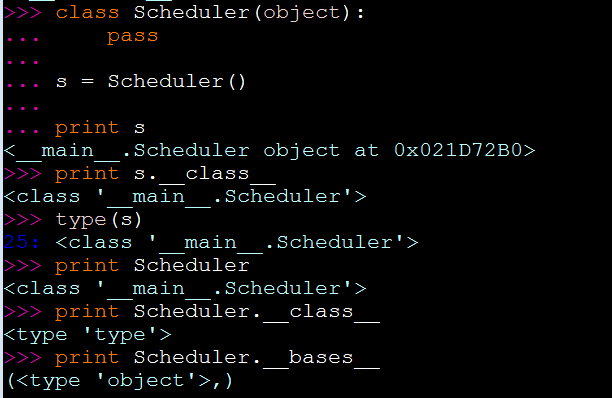 >>> class Scheduler(object):
...     pass
...
... s = Scheduler()
...
... print s
<__main__.Scheduler object at 0x021D72B0>
>>> print s.__class__
<class '__main__.Scheduler'>
>>> type(s)
25: <class '__main__.Scheduler'>
>>> print Scheduler
<class '__main__.Scheduler'>
>>> print Scheduler.__class__
<type 'type'>
>>> print Scheduler.__bases__
(<type 'object'>,)